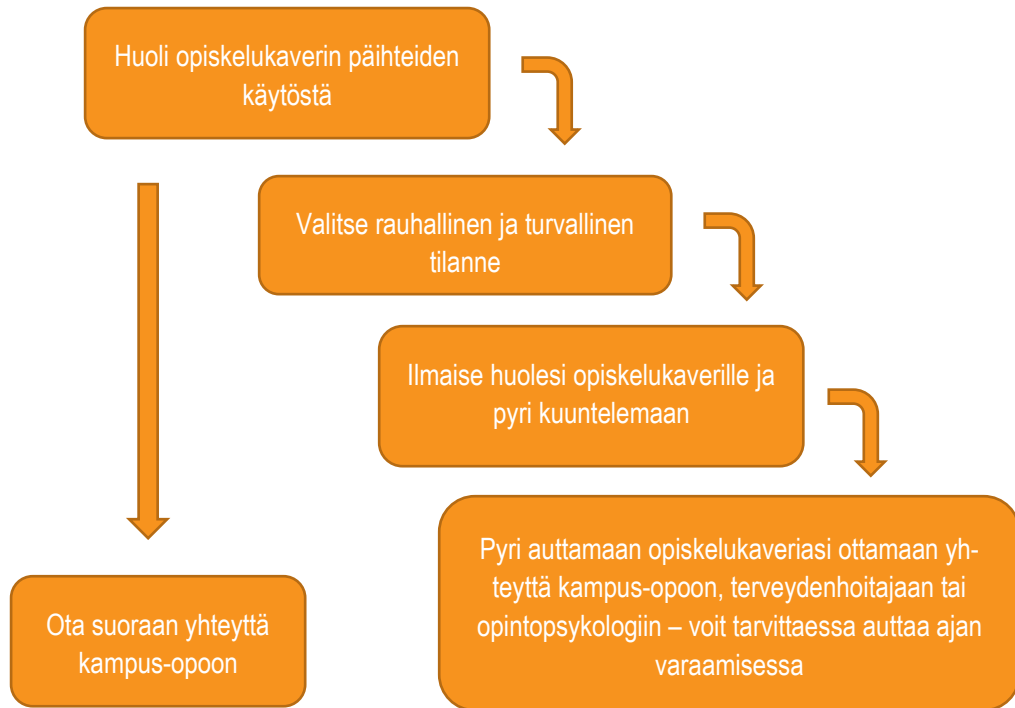 Huoli opiskelukaverin päihteiden
käytöstä
Valitse rauhallinen ja turvallinen
tilanne
Ilmaise huolesi opiskelukaverille ja
pyri kuuntelemaan
Pyri auttamaan opiskelukaveriasi ottamaan yh-
teyttä kampus-opoon, terveydenhoitajaan tai
opintopsykologiin – voit tarvittaessa auttaa ajan
varaamisessa
Ota suoraan yhteyttä
kampus-opoon